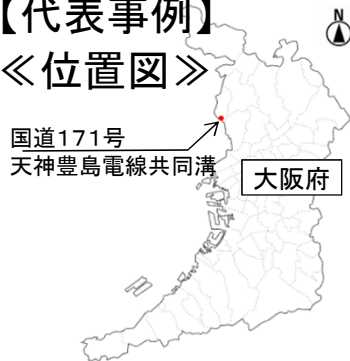 【代表事例】
≪位置図≫
N
国道171号
天神豊島電線共同溝
大阪府